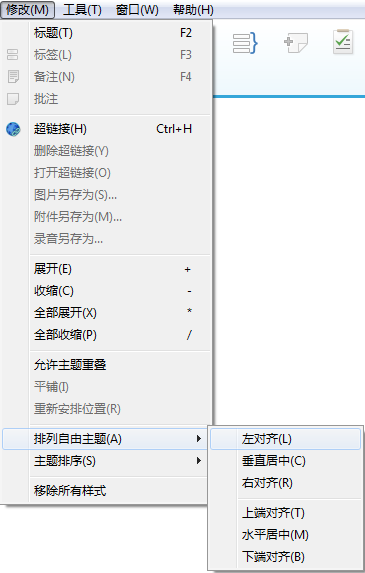 修改(M) 工具(T) 窗口(W) 帮助(H)
标题(T) F2
标签(L) F3
备注(N) F4
批注
超链接(H) Ctrl+H
删除超链接(Y)
打开超链接(O)
图片另存为(S)...
附件另存为(M)...
录音另存为...
展开(E) +
收缩(C) -
全部展开(X) *
全部收缩(P) /
允许主题重叠
平铺(I)
重新安排位置(R)
排列自由主题(A)
主题排序(S)
移除所有样式
左对齐(L)
垂直居中(C)
右对齐(R)
上端对齐(T)
水平居中(M)
下端对齐(B)